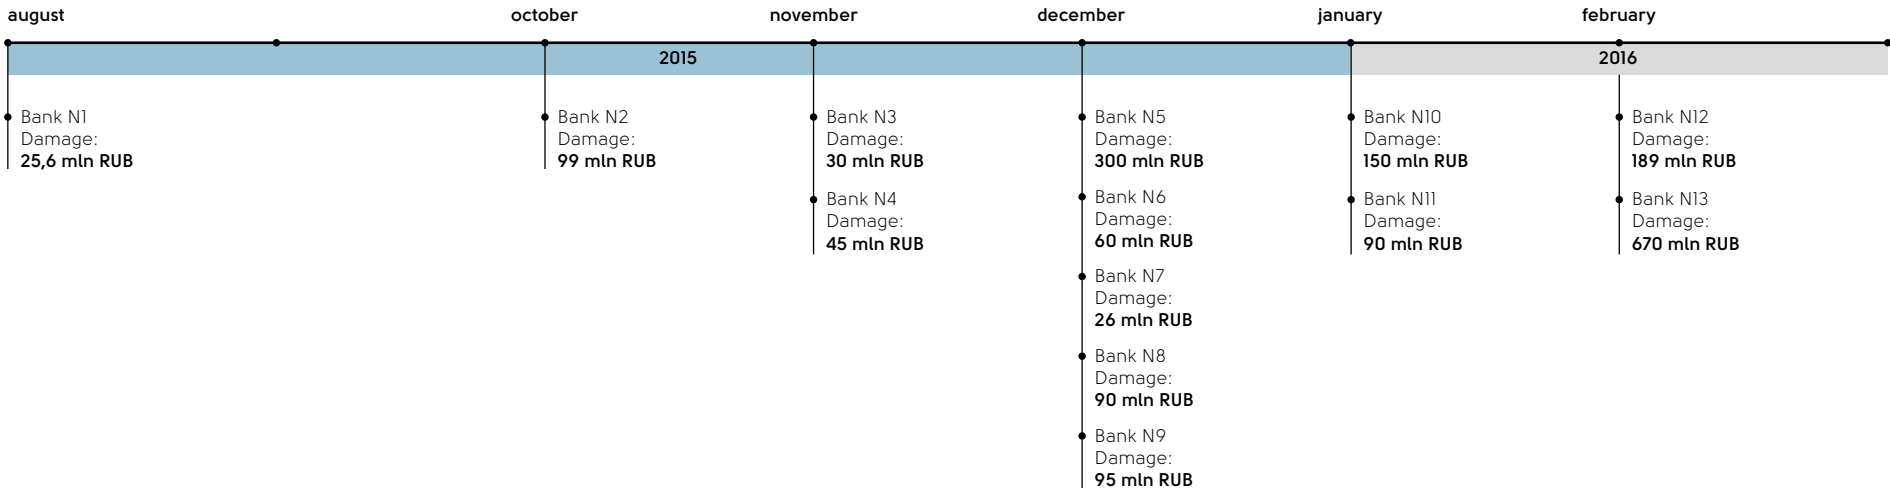 august
october
november
december
january
february
2015
2016
Bank N1
Damage:
25,6 mln RUB
Bank N2
Damage:
99 mln RUB
Bank N3
Damage:
30 mln RUB
Bank N4
Damage:
45 mln RUB
Bank N5
Damage:
300 mln RUB
Bank N6
Damage:
60 mln RUB
Bank N7
Damage:
26 mln RUB
Bank N8
Damage:
90 mln RUB
Bank N9
Damage:
95 mln RUB
Bank N10
Damage:
150 mln RUB
Bank N11
Damage:
90 mln RUB
Bank N12
Damage:
189 mln RUB
Bank N13
Damage:
670 mln RUB